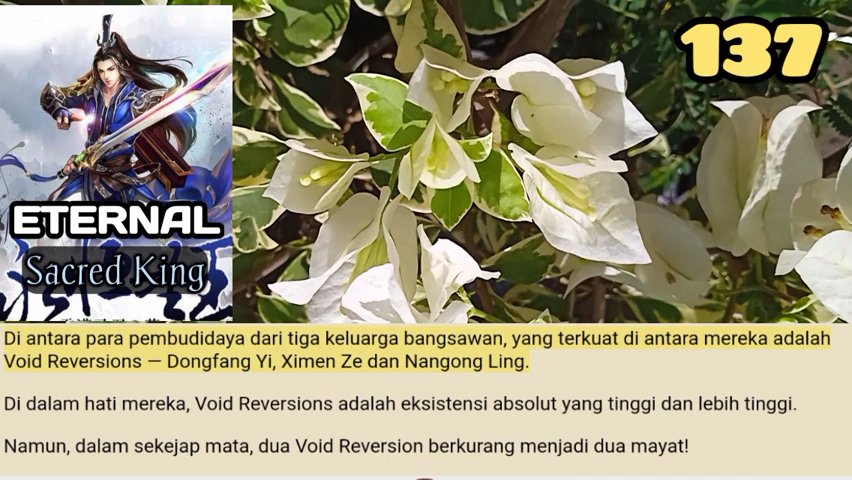 137
ETERNAL
Sacred King
Di antara para pembudidaya dari tiga keluarga bangsawan, yang terkuat di antara mereka adalah
Void Reversions — Dongfang Yi, Ximen Ze dan Nangong Ling.
Di dalam hati mereka, Void Reversions adalah eksistensi absolut yang tinggi dan lebih tinggi.
Namun, dalam sekejap mata, dua Void Reversion berkurang menjadi dua mayat!